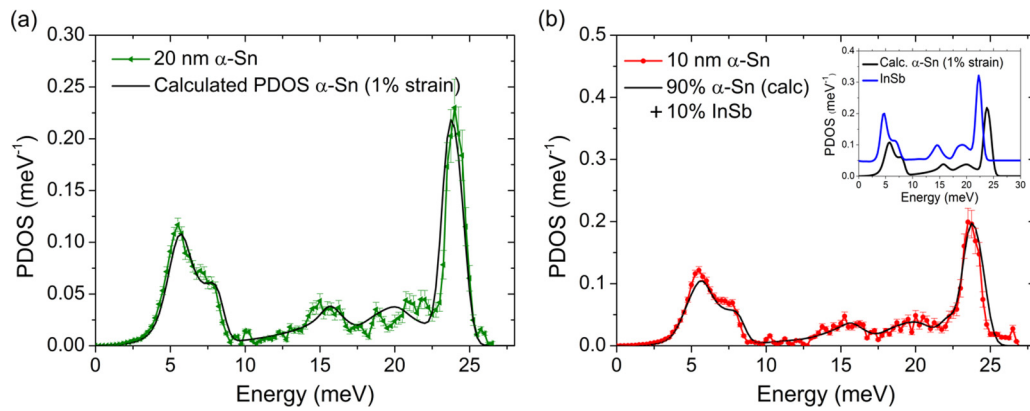 (a)
0.30
0.25
0.20
0.15
0.10
0.05
0.00
PDOS (meV⁻¹)
20 nm α-Sn
Calculated PDOS α-Sn (1% strain)
0 5 10 15 20 25
Energy (meV)
(b)
0.5
0.4
0.3
0.2
0.1
0.0
PDOS (meV⁻¹)
10 nm α-Sn
90% α-Sn (calc)
+ 10% InSb
0 5 10 15 20 25
Energy (meV)
0.4
0.3
0.2
0.1
0.0
PDOS (meV⁻¹)
Calc. α-Sn (1% strain)
InSb
0 5 10 15 20 25 30
Energy (meV)